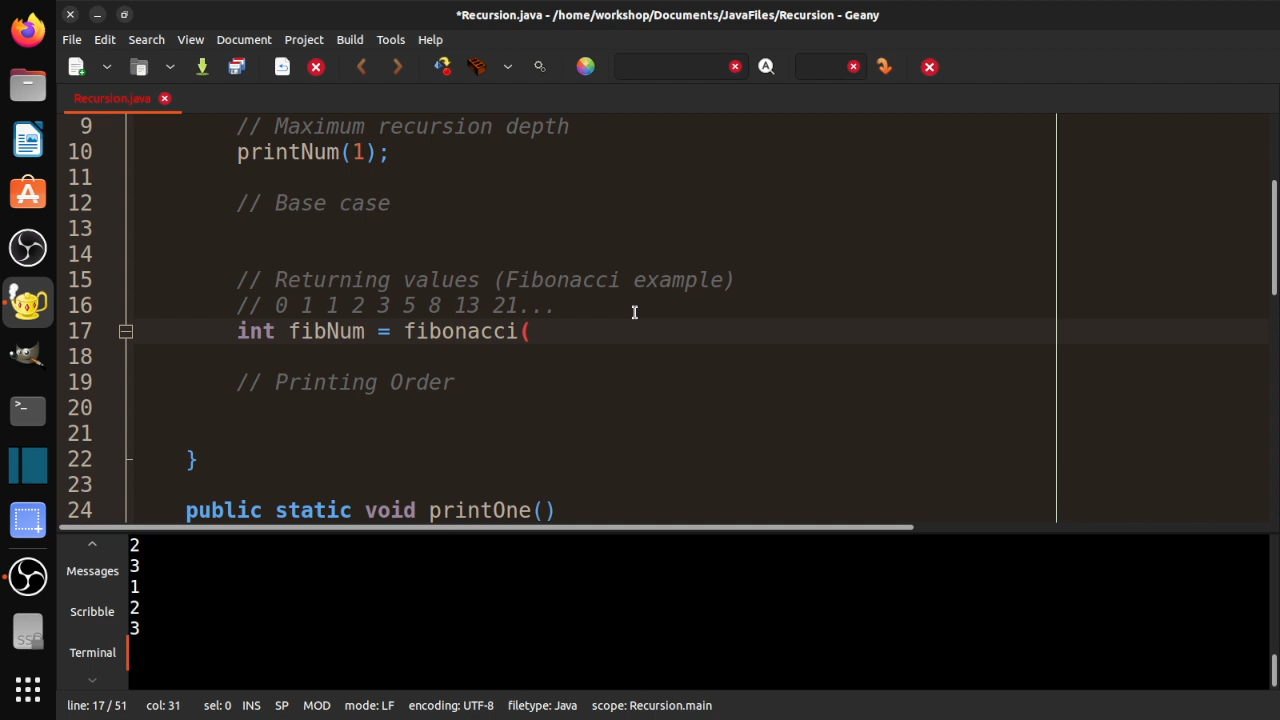 *Recursion.java - /home/workshop/Documents/JavaFiles/Recursion - Geany
File Edit Search View Document Project Build Tools Help
Recursion.java
9 // Maximum recursion depth
10 printNum(1);
11
12 // Base case
13
14
15 // Returning values (Fibonacci example)
16 // 0 1 1 2 3 5 8 13 21...
17 int fibNum = fibonacci(
18
19 // Printing Order
20
21
22 }
23
24 public static void printOne()
Messages
Scribble
Terminal
2
3
1
2
3
line: 17 / 51 col: 31 sel: 0 INS SP MOD mode: LF encoding: UTF-8 filetype: Java scope: Recursion.main